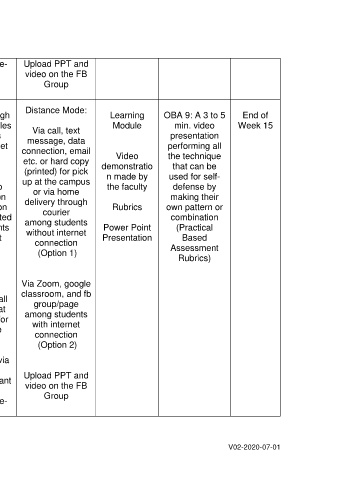 e-
Upload PPT and
video on the FB
Group
gh
les
s
et
o
en
on
ted
nts
t
all
at
for
e
via
ant
e-
Distance Mode:
Via call, text
message, data
connection, email
etc. or hard copy
(printed) for pick
up at the campus
or via home
delivery through
courier
among students
without internet
connection
(Option 1)
Via Zoom, google
classroom, and fb
group/page
among students
with internet
connection
(Option 2)
Upload PPT and
video on the FB
Group
Learning
Module
Video
demonstratio
n made by
the faculty
Rubrics
Power Point
Presentation
OBA 9: A 3 to 5
min. video
presentation
performing all
the technique
that can be
used for self-
defense by
making their
own pattern or
combination
(Practical
Based
Assessment
Rubrics)
End of
Week 15
V02-2020-07-01